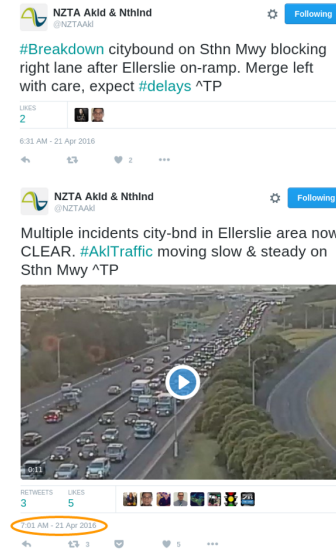 NZTA Akld & Nthlnd
@NZTAAkl
Following
#Breakdown citybound on Sthn Mwy blocking
right lane after Ellerslie on-ramp. Merge left
with care, expect #delays ^TP
LIKES
2
6:31 AM - 21 Apr 2016
2
NZTA Akld & Nthlnd
@NZTAAkl
Following
Multiple incidents city-bnd in Ellerslie area now
CLEAR. #AklTraffic moving slow & steady on
Sthn Mwy ^TP
0:11
RETWEETS LIKES
3 5
7:01 AM - 21 Apr 2016
3 5